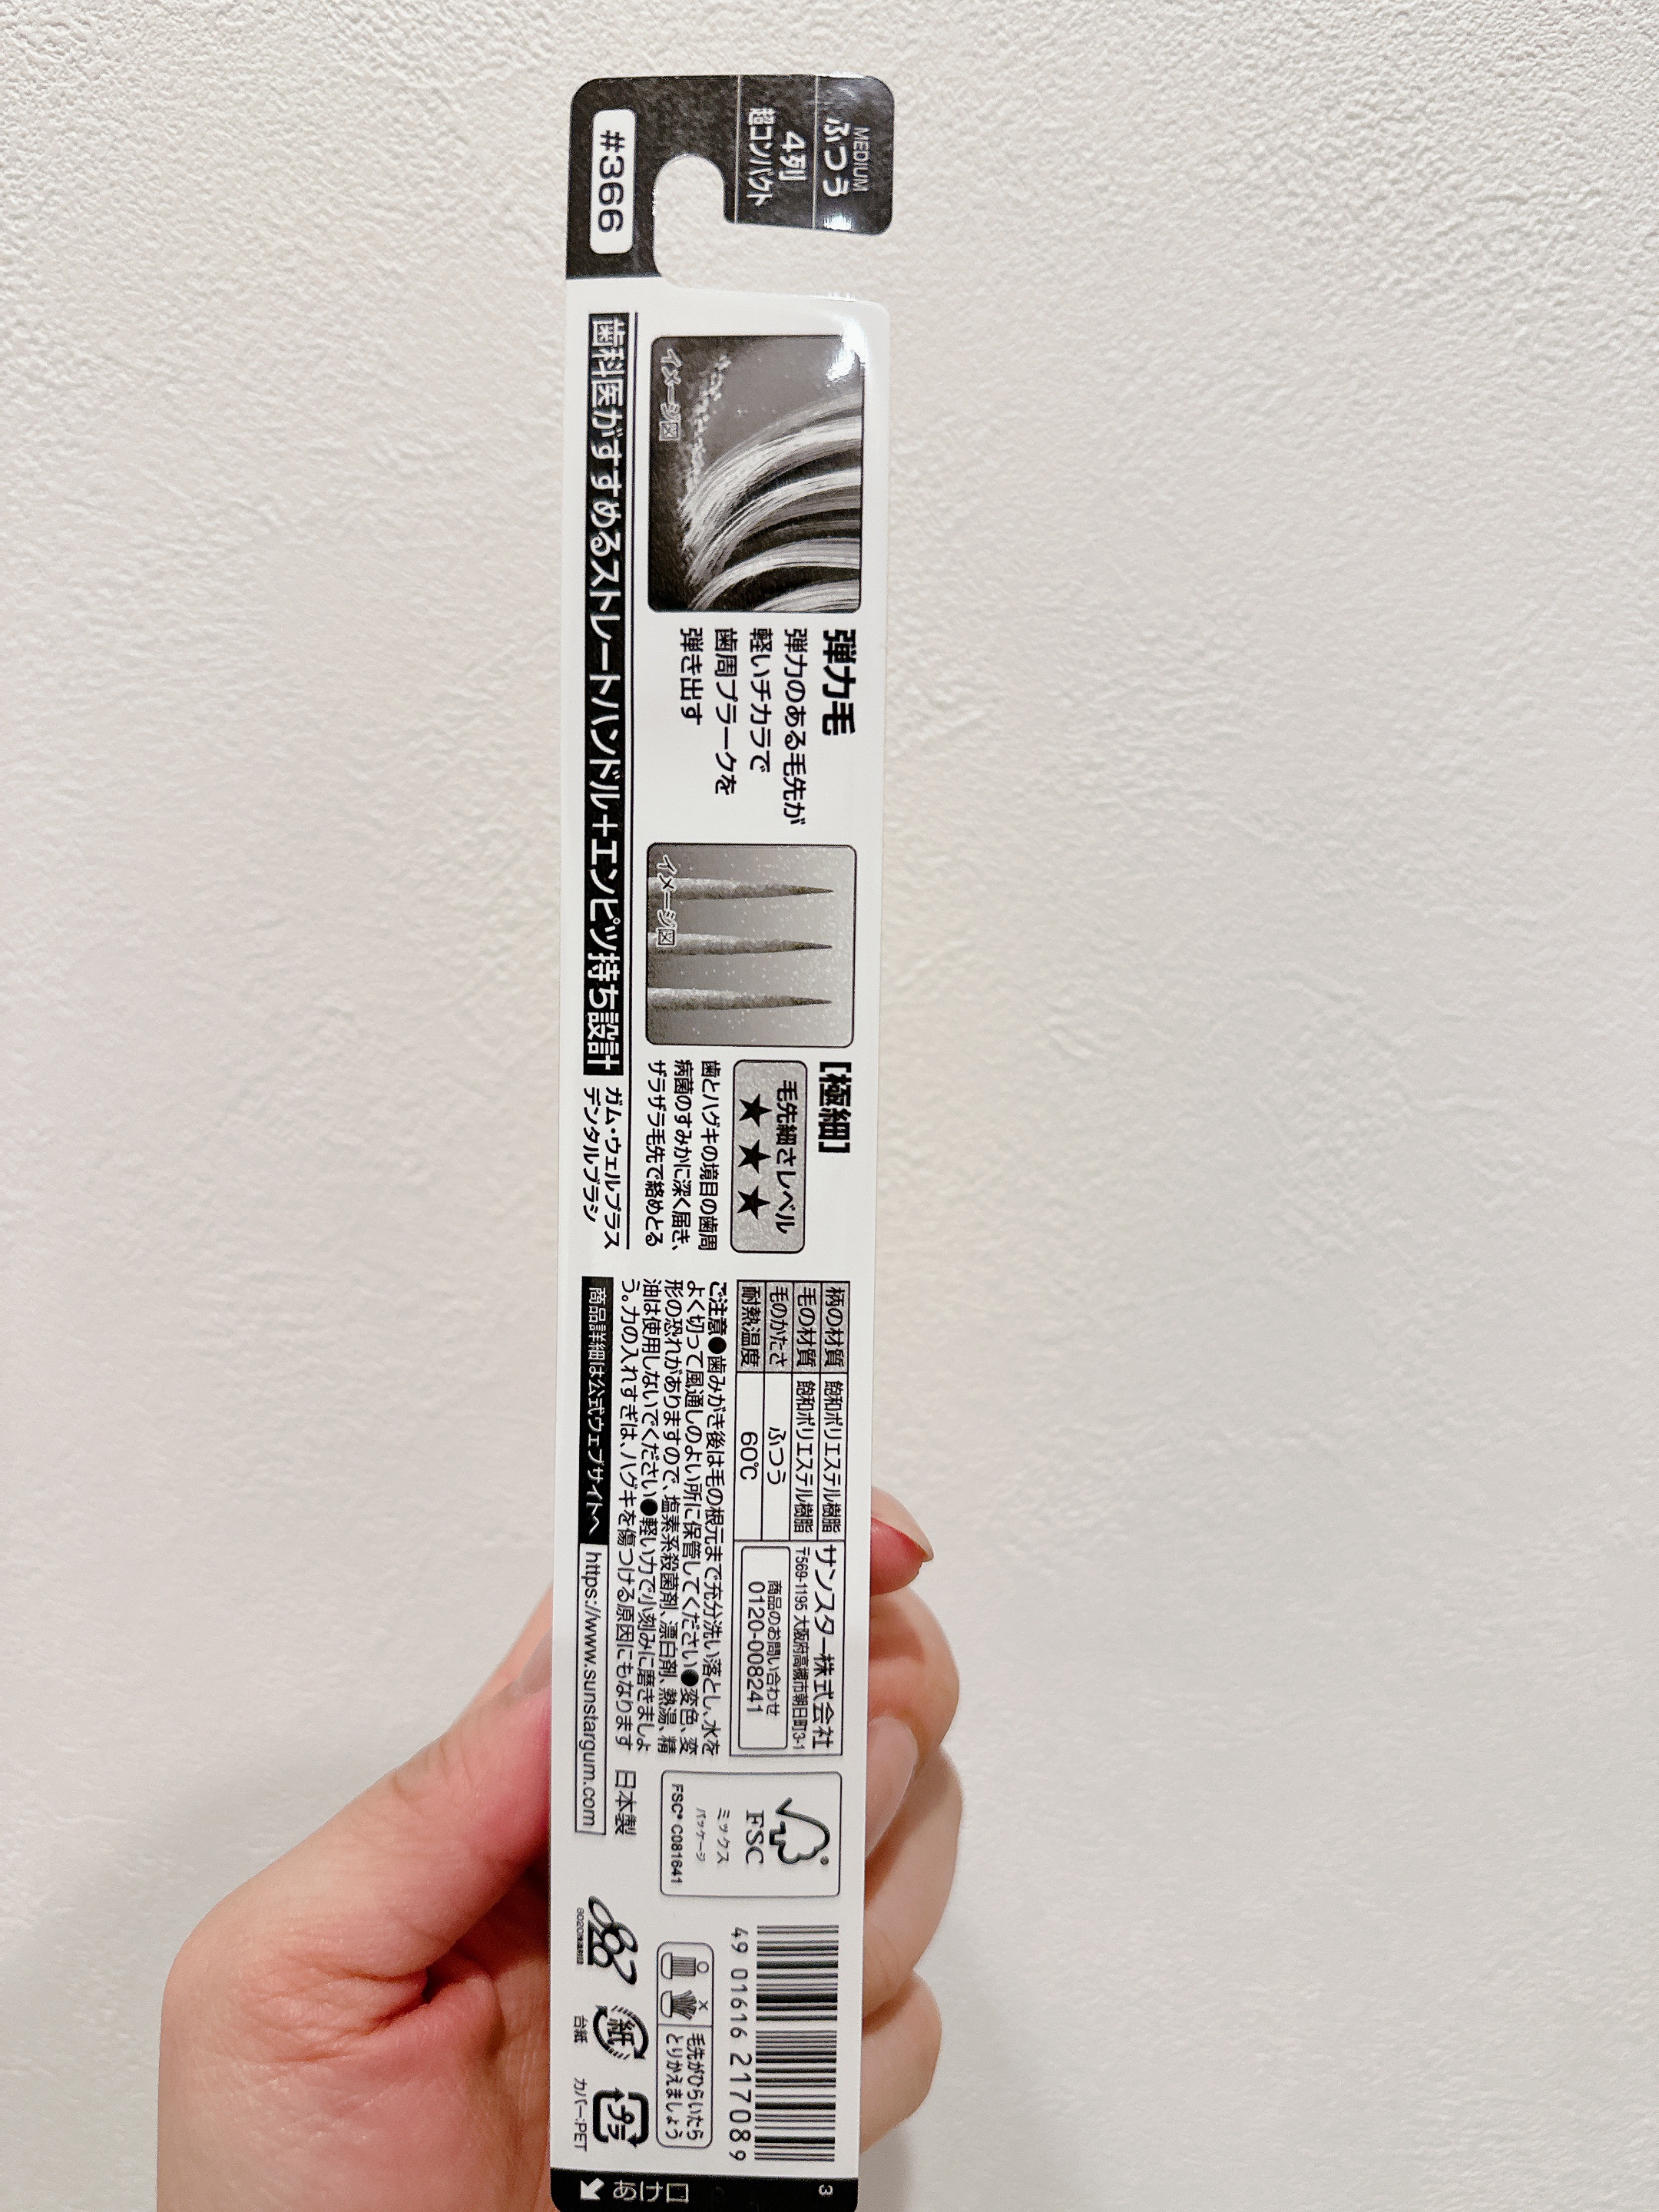 MEDIUM
ふつう
4列
超コンパクト
#366
イメージ図
弾力毛
弾力のある毛先が
軽いチカラで
歯周プラークを
弾き出す
イメージ図
[極細]
毛先細さレベル
★★★
歯とハグキの境目の歯周
病菌のすみかに深く届き、
ザラザラ毛先で絡めとる
歯科医がすすめるストレートハンドル+エンピツ持ち設計
ガム・ウェルプラス
デンタルブラシ
柄の材質 飽和ポリエステル樹脂
毛の材質 飽和ポリエステル樹脂
毛のかたさ ふつう
耐熱温度 60℃
サンスター株式会社
〒569-1195 大阪府高槻市朝日町3-1
商品のお問い合わせ
0120-008241
ご注意●歯みがき後は毛の根元まで充分洗い落とし、水を
よく切って風通しのよい所に保管してください●変色、変
形の恐れがありますので、塩素系殺菌剤、漂白剤、熱湯、精
油は使用しないでください●軽い力で小刻みに磨きましょ
う。力の入れすぎは、ハグキを傷つける原因にもなります
日本製
商品詳細は公式ウェブサイトへ https://www.sunstargum.com
FSC
ミックス
パッケージ
FSC® C081641
49 01616 217089
毛先がひらいたら
とりかえましょう
8020
紙
台紙
プラ
カバー:PET
あけ口
3